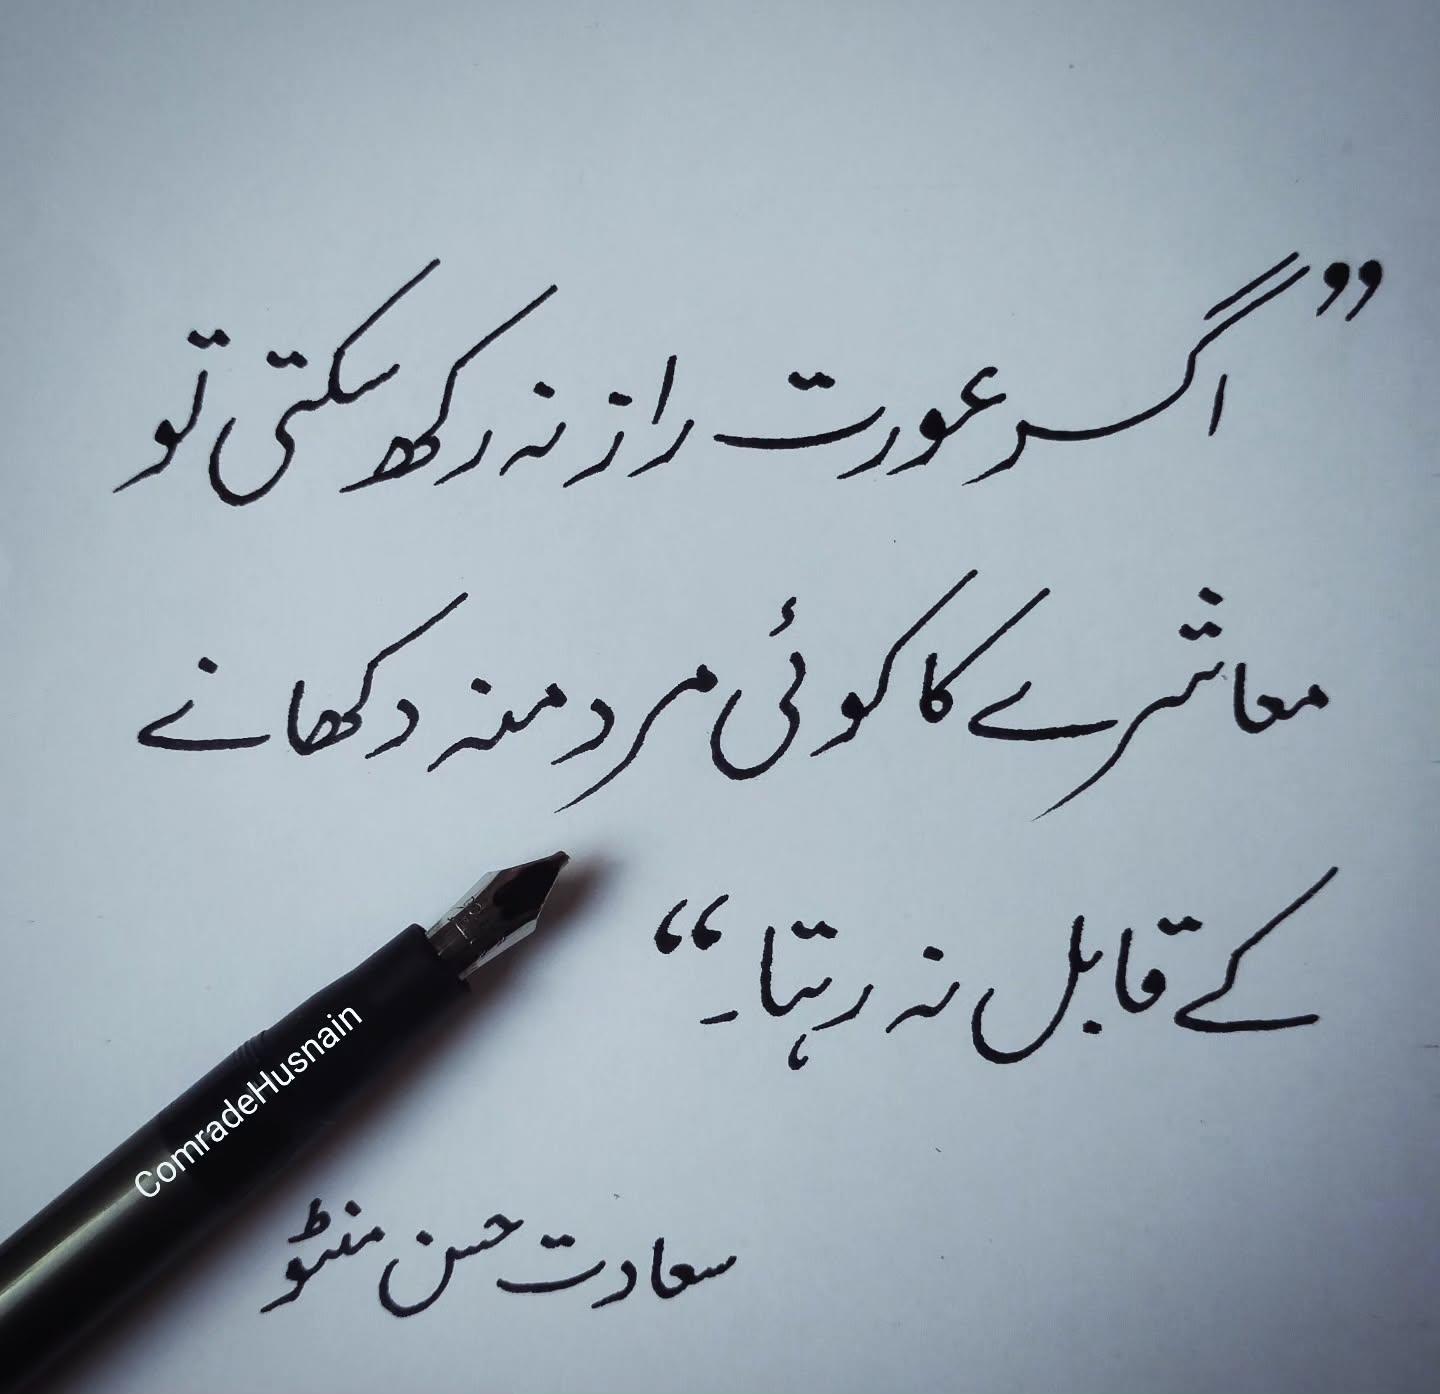 ”اگر عورت راز نہ رکھ سکتی تو
معاشرے کا کوئی مرد منہ دکھانے
کے قابل نہ رہتا۔“
ComradeHusnain
سعادت حسن منٹو